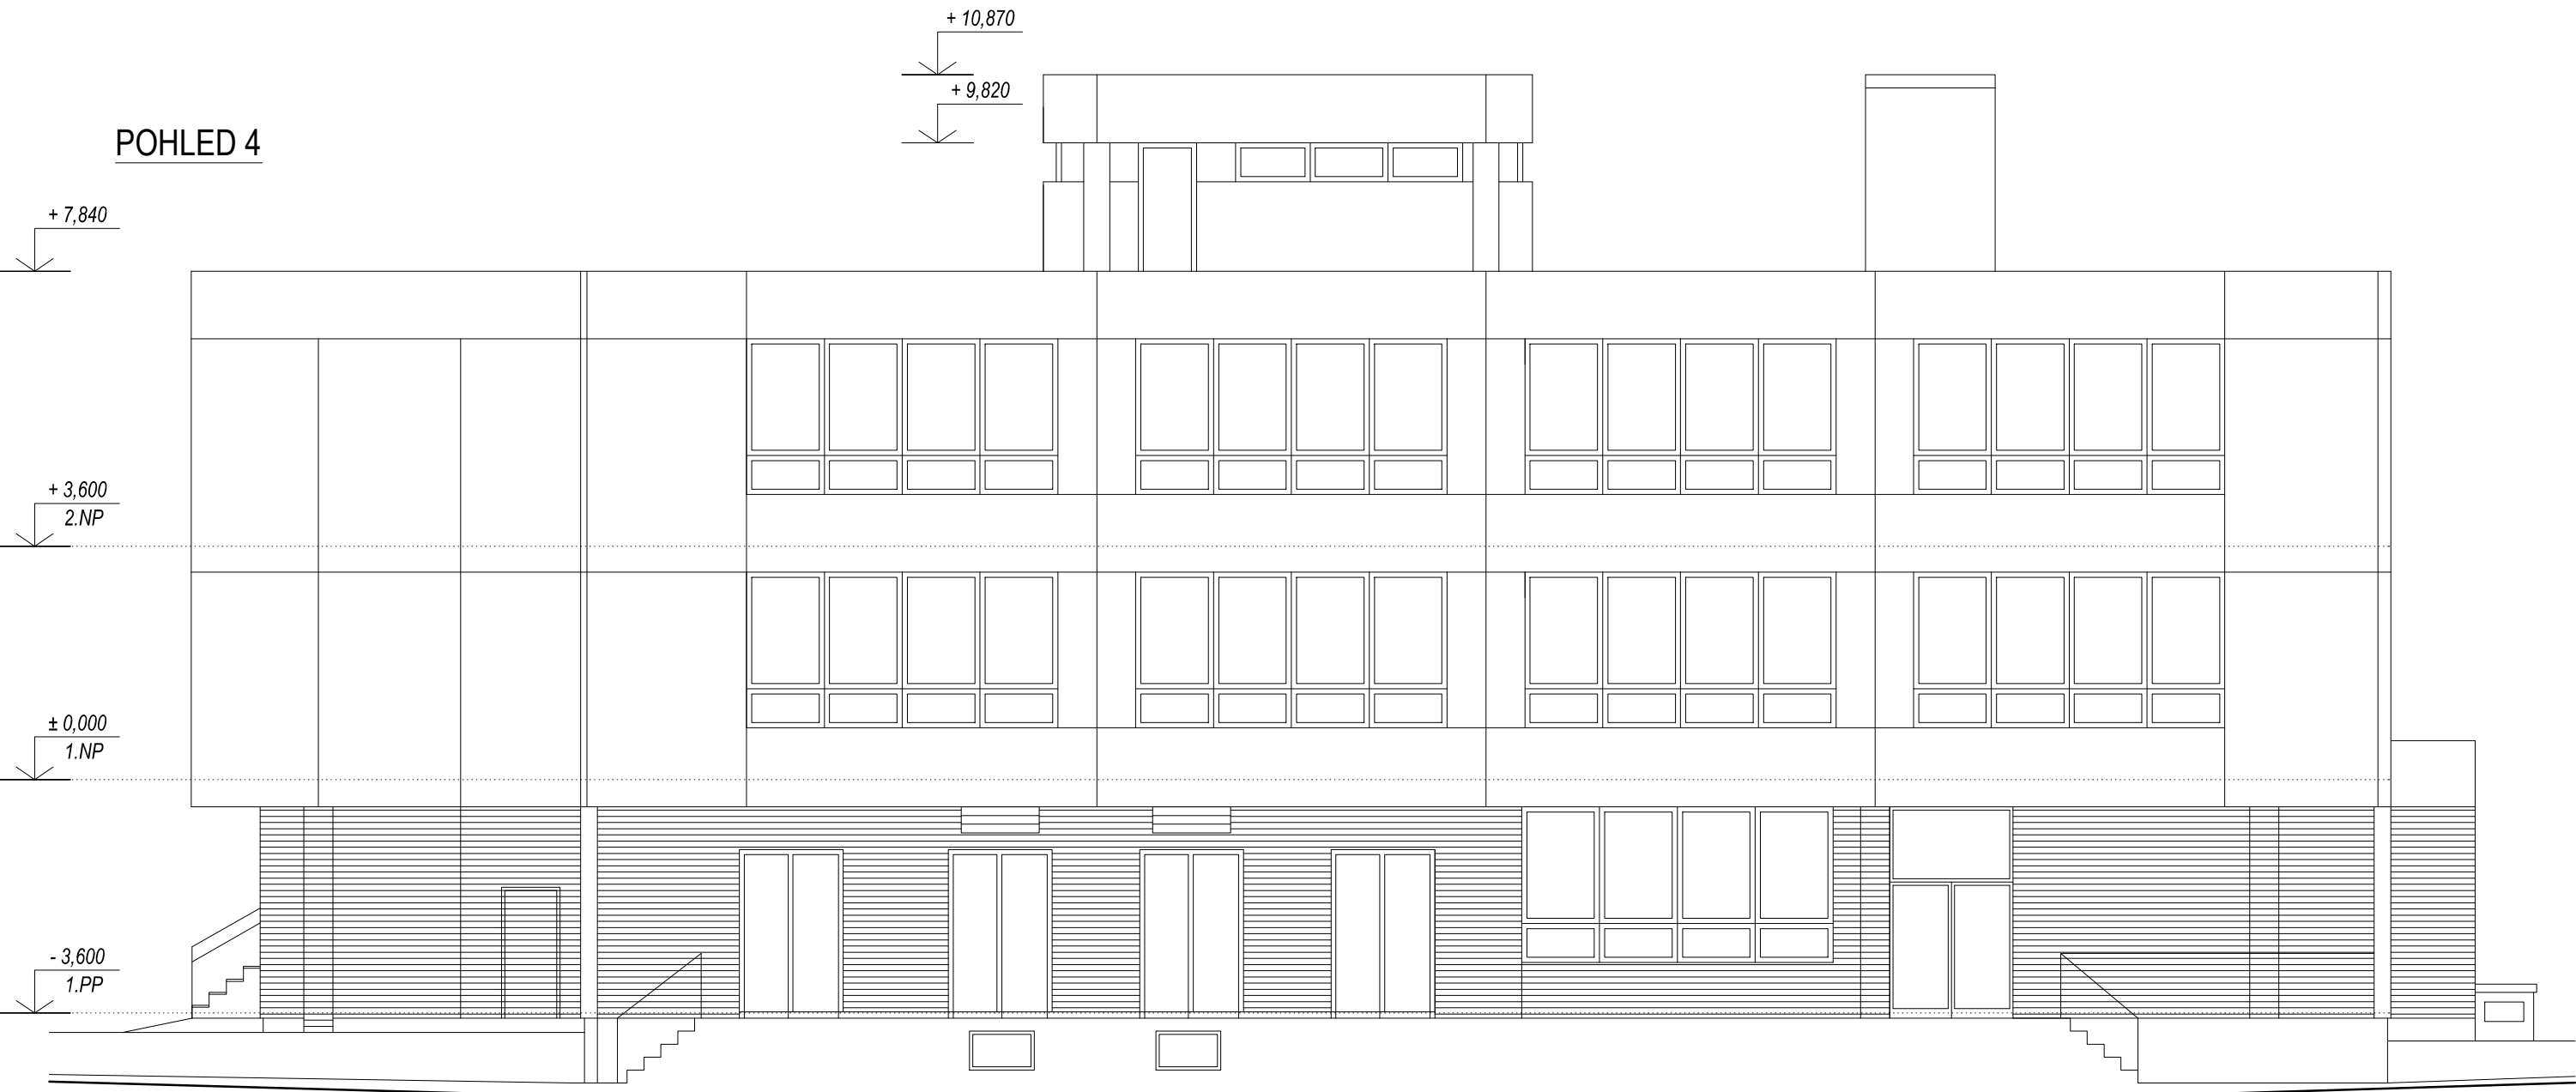 + 10,870
+ 9,820
POHLED 4
+ 7,840
+ 3,600
2.NP
± 0,000
1.NP
- 3,600
1.PP